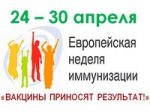 24 – 30 апреля
Европейская
неделя
иммунизации
«ВАКЦИНЫ ПРИНОСЯТ РЕЗУЛЬТАТ!»